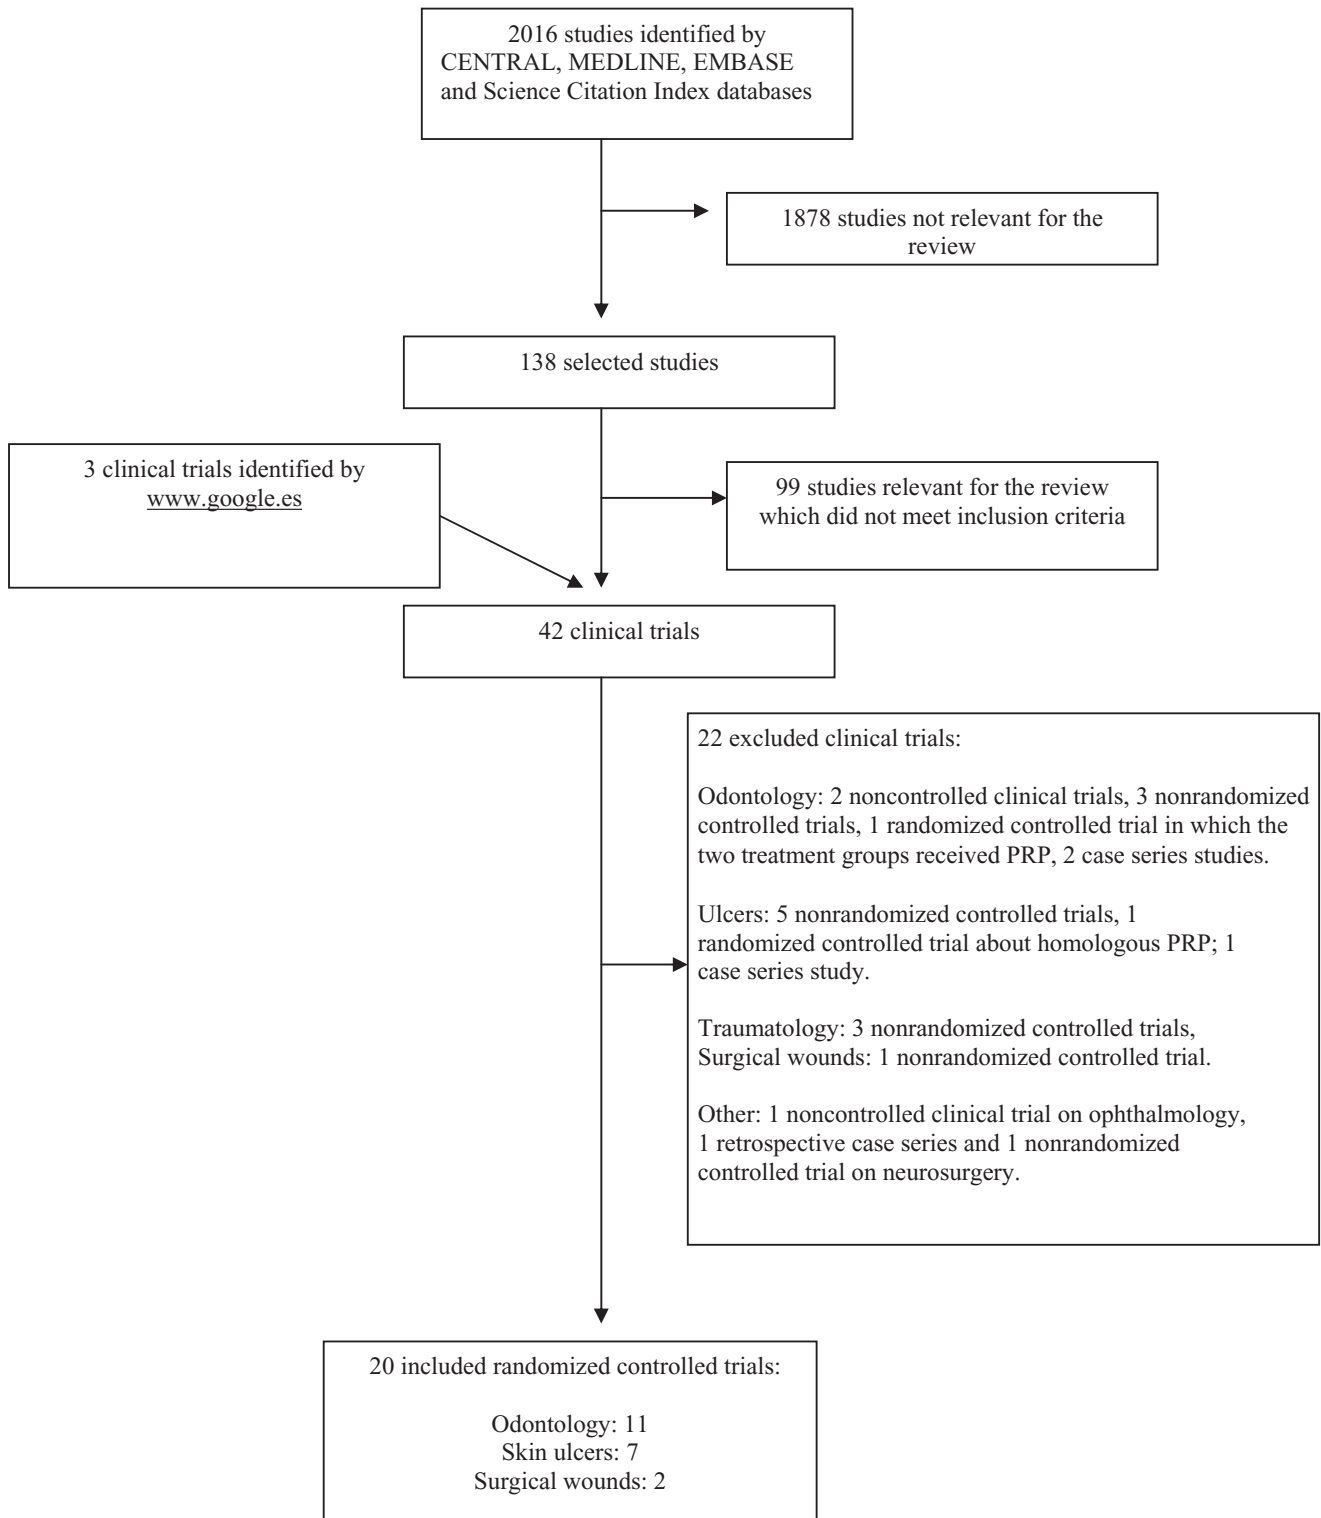 2016 studies identified by
CENTRAL, MEDLINE, EMBASE
and Science Citation Index databases
1878 studies not relevant for the
review
138 selected studies
3 clinical trials identified by
www.google.es
99 studies relevant for the review
which did not meet inclusion criteria
42 clinical trials
22 excluded clinical trials:
Odontology: 2 noncontrolled clinical trials, 3 nonrandomized
controlled trials, 1 randomized controlled trial in which the
two treatment groups received PRP, 2 case series studies.
Ulcers: 5 nonrandomized controlled trials, 1
randomized controlled trial about homologous PRP; 1
case series study.
Traumatology: 3 nonrandomized controlled trials,
Surgical wounds: 1 nonrandomized controlled trial.
Other: 1 noncontrolled clinical trial on ophthalmology,
1 retrospective case series and 1 nonrandomized
controlled trial on neurosurgery.
20 included randomized controlled trials:
Odontology: 11
Skin ulcers: 7
Surgical wounds: 2